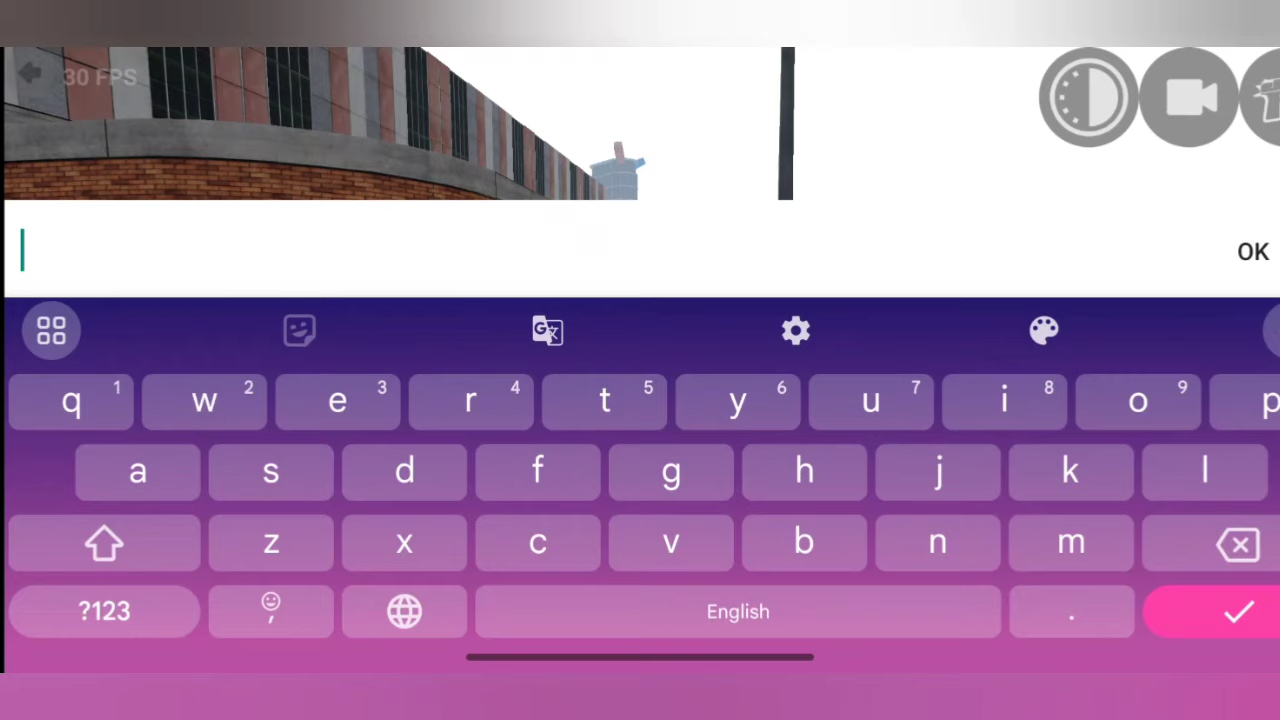 30 FPS
OK
q 1 w 2 e 3 r 4 t 5 y 6 u 7 i 8 o 9 p
a s d f g h j k l
z x c v b n m
?123 , English .